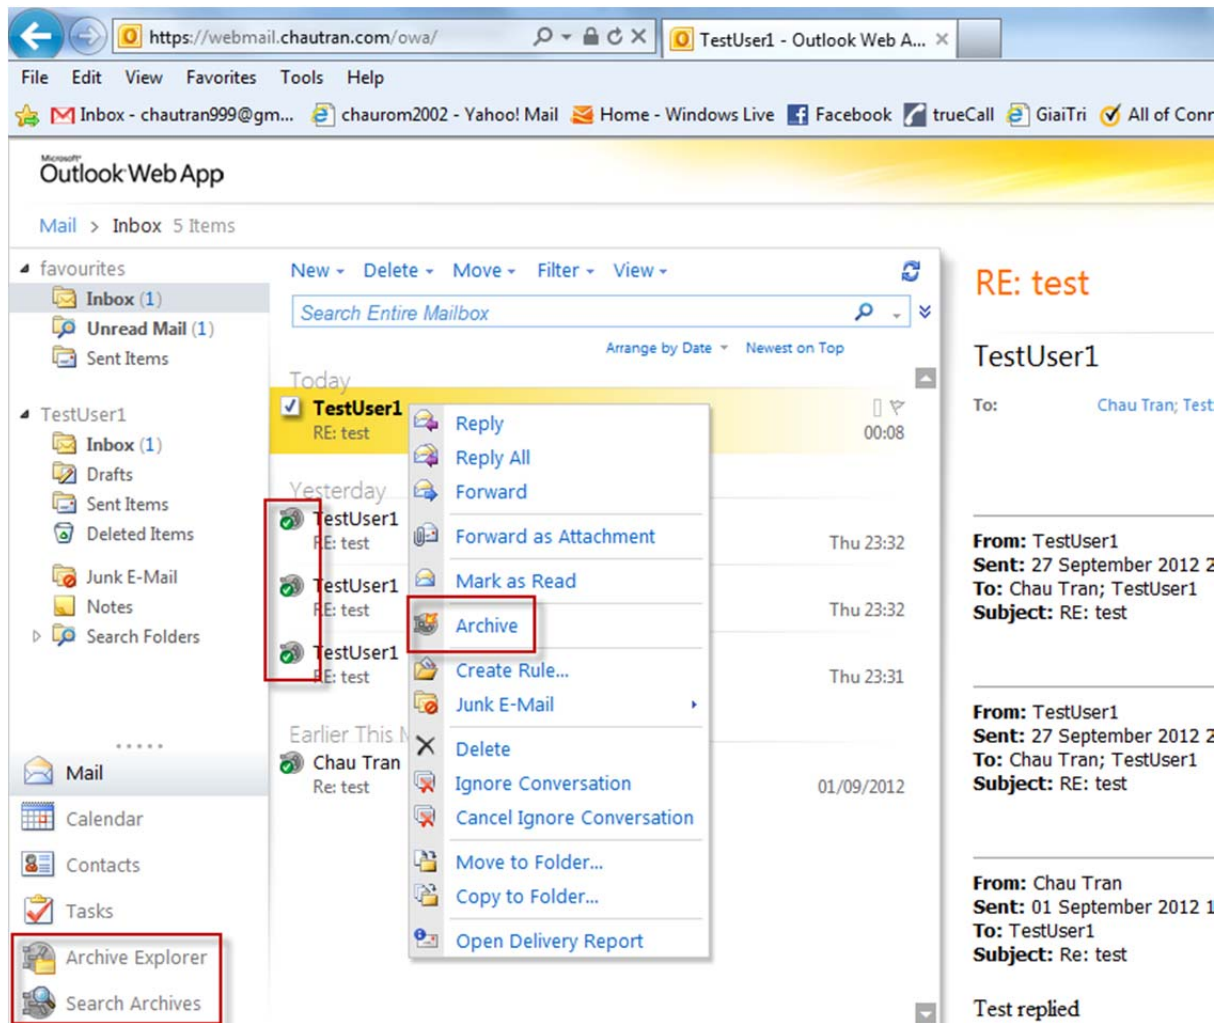 https://webmail.chautran.com/owa/
TestUser1 - Outlook Web A...
File Edit View Favorites Tools Help
Inbox - chautran999@gm... chaurom2002 - Yahoo! Mail Home - Windows Live Facebook trueCall GiaiTri All of Conn
Microsoft
Outlook Web App
Mail > Inbox 5 Items
favourites
Inbox (1)
Unread Mail (1)
Sent Items
TestUser1
Inbox (1)
Drafts
Sent Items
Deleted Items
Junk E-Mail
Notes
Search Folders
Mail
Calendar
Contacts
Tasks
Archive Explorer
Search Archives
New Delete Move Filter View
Search Entire Mailbox
Arrange by Date Newest on Top
Today
TestUser1
RE: test 00:08
Yesterday
TestUser1
RE: test Thu 23:32
TestUser1
RE: test Thu 23:32
TestUser1
RE: test Thu 23:31
Earlier This
Chau Tran
Re: test 01/09/2012
Reply
Reply All
Forward
Forward as Attachment
Mark as Read
Archive
Create Rule...
Junk E-Mail
Delete
Ignore Conversation
Cancel Ignore Conversation
Move to Folder...
Copy to Folder...
Open Delivery Report
RE: test
TestUser1
To: Chau Tran; Test
From: TestUser1
Sent: 27 September 2012 2
To: Chau Tran; TestUser1
Subject: RE: test
From: TestUser1
Sent: 27 September 2012 2
To: Chau Tran; TestUser1
Subject: RE: test
From: Chau Tran
Sent: 01 September 2012 1
To: TestUser1
Subject: Re: test
Test replied